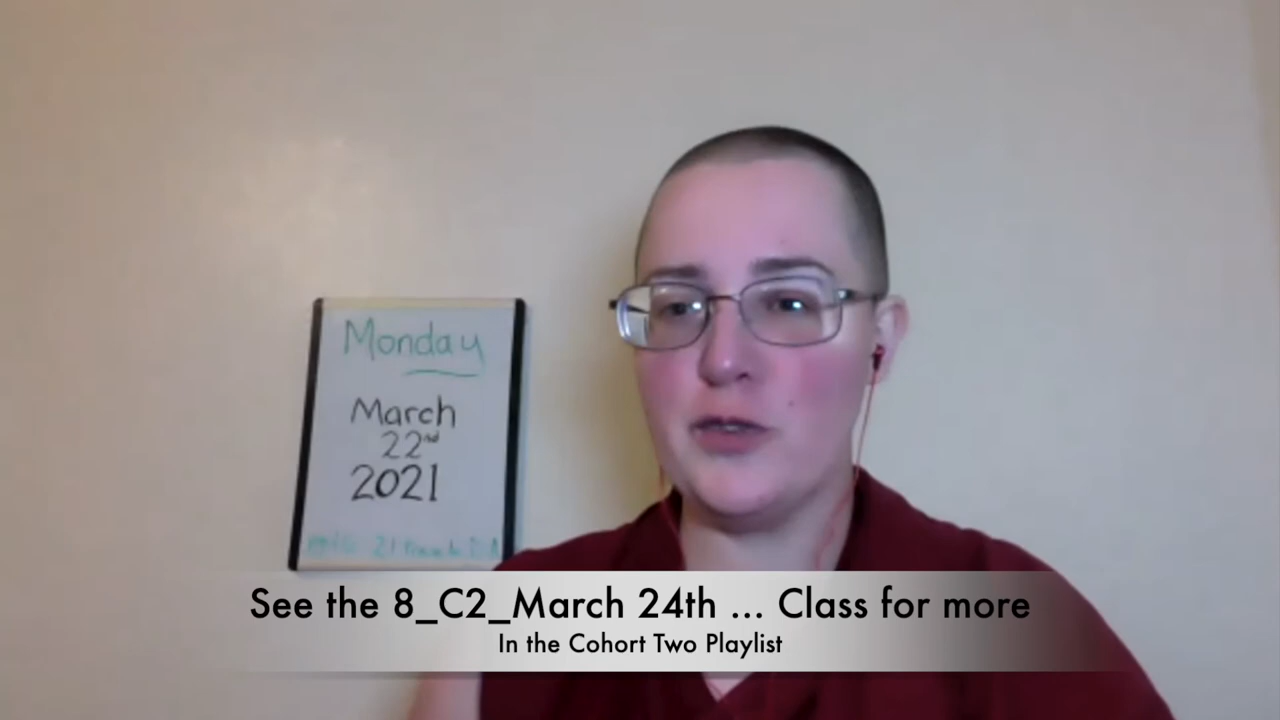 Monday
March
22nd
2021
See the 8_C2_March 24th ... Class for more
In the Cohort Two Playlist